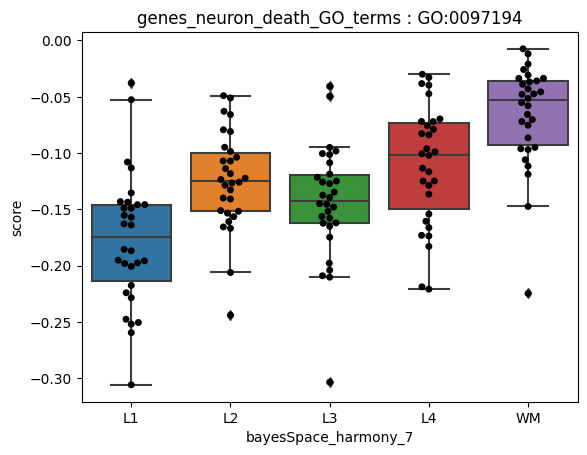 genes_neuron_death_GO_terms : GO:0097194
0.00
−0.05
−0.10
−0.15
−0.20
−0.25
−0.30
score
L1 L2 L3 L4 WM
bayesSpace_harmony_7